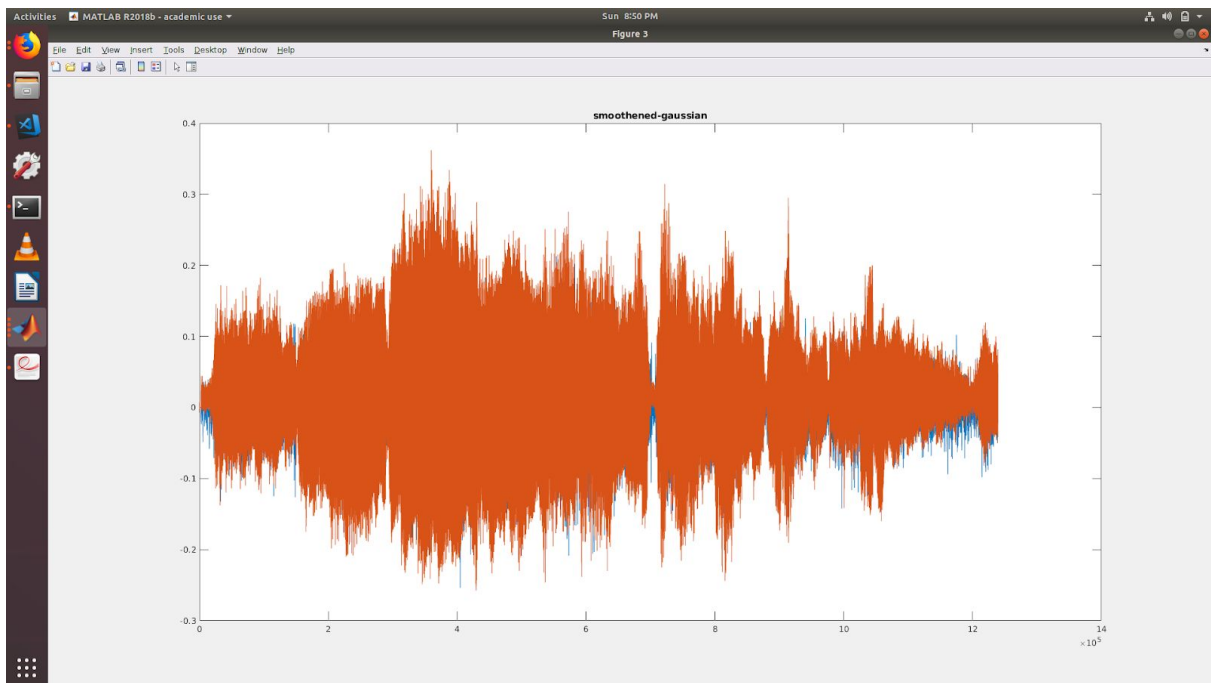 Activities MATLAB R2018b - academic use Sun 8:50 PM
Figure 3
File Edit View Insert Tools Desktop Window Help
smoothened-gaussian
0.4
0.3
0.2
0.1
0
-0.1
-0.2
-0.3
0 2 4 6 8 10 12 14
×10⁵